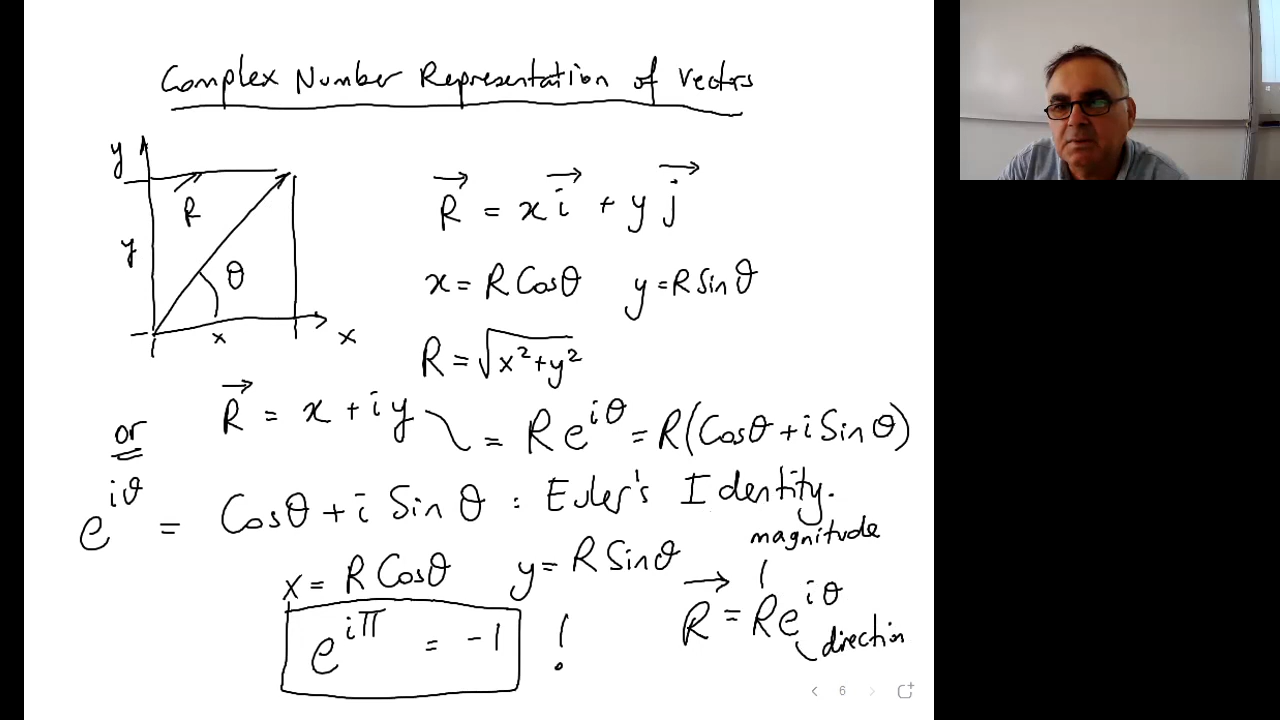 Complex Number Representation of Vectors
y
R
y
θ
x
x
R = x i + y j
x = R Cosθ y = R Sinθ
R = √x²+y²
R = x + i y
= R e^iθ = R(Cosθ + i Sinθ)
or
e^iθ = Cosθ + i Sinθ : Euler's Identity.
x = R Cosθ y = R Sinθ
e^iπ = -1 !
magnitude
R = R e^iθ
direction
6